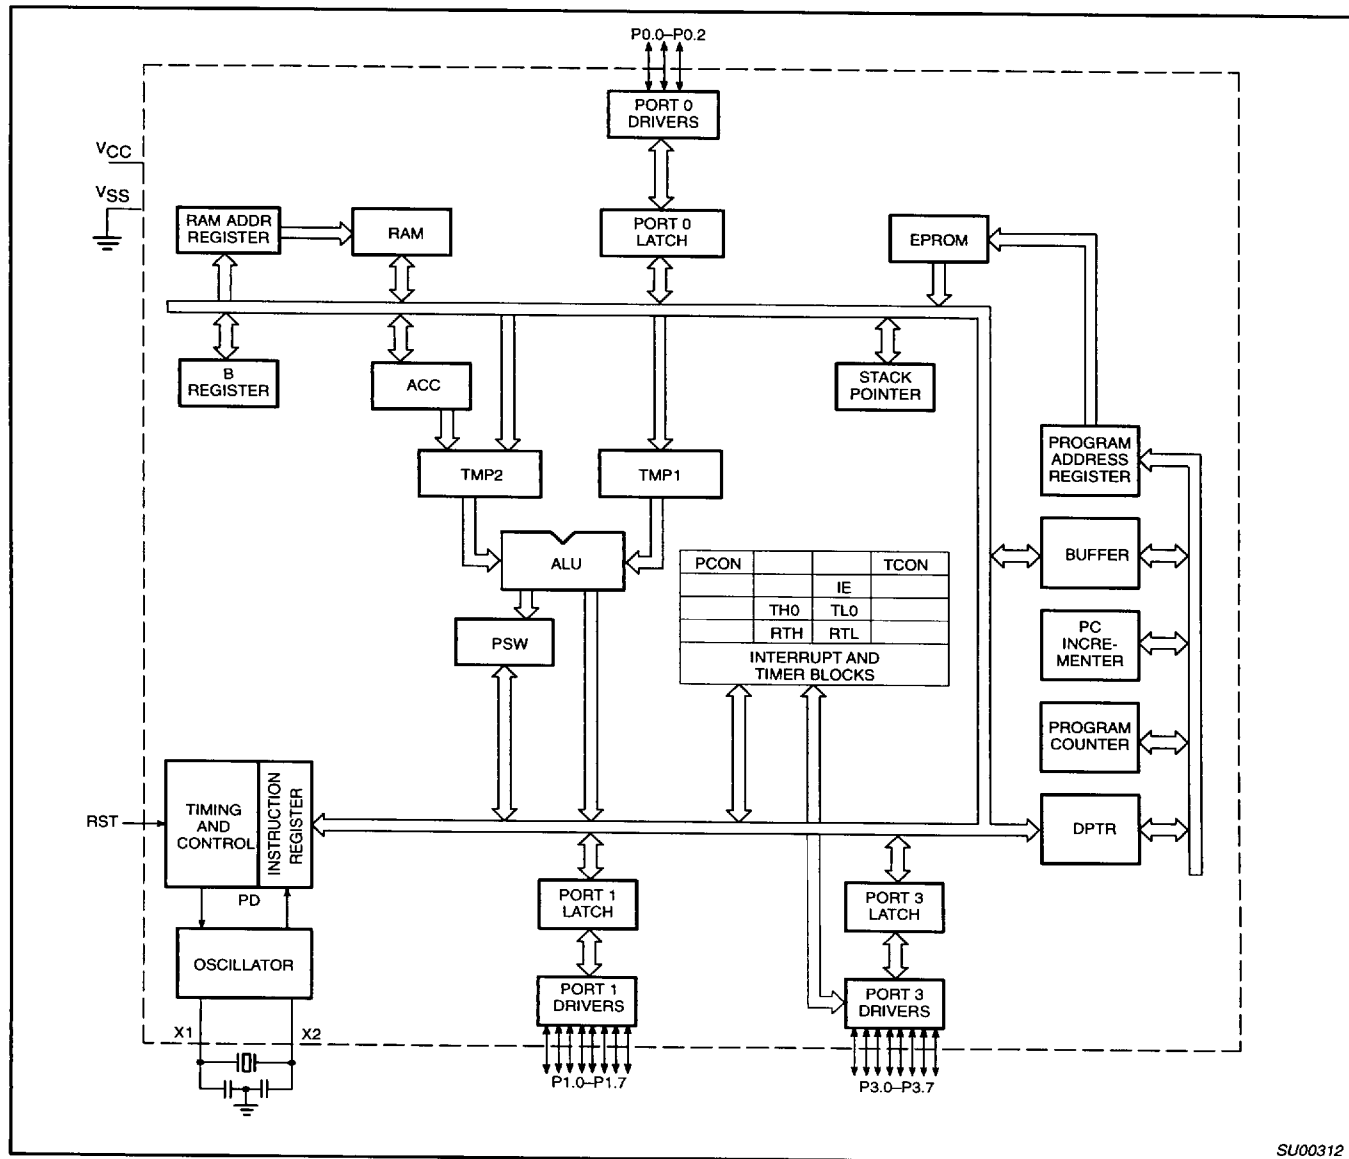 P0.0–P0.2
PORT 0
DRIVERS
VCC
VSS
RAM ADDR
REGISTER
RAM
PORT 0
LATCH
EPROM
B
REGISTER
ACC
STACK
POINTER
TMP2
TMP1
PROGRAM
ADDRESS
REGISTER
ALU
BUFFER
PCON
TCON
IE
TH0
TL0
RTH
RTL
INTERRUPT AND
TIMER BLOCKS
PSW
PC
INCRE-
MENTER
PROGRAM
COUNTER
RST
TIMING
AND
CONTROL
INSTRUCTION
REGISTER
DPTR
PD
OSCILLATOR
PORT 1
LATCH
PORT 3
LATCH
PORT 1
DRIVERS
PORT 3
DRIVERS
X1
X2
P1.0–P1.7
P3.0–P3.7
SU00312